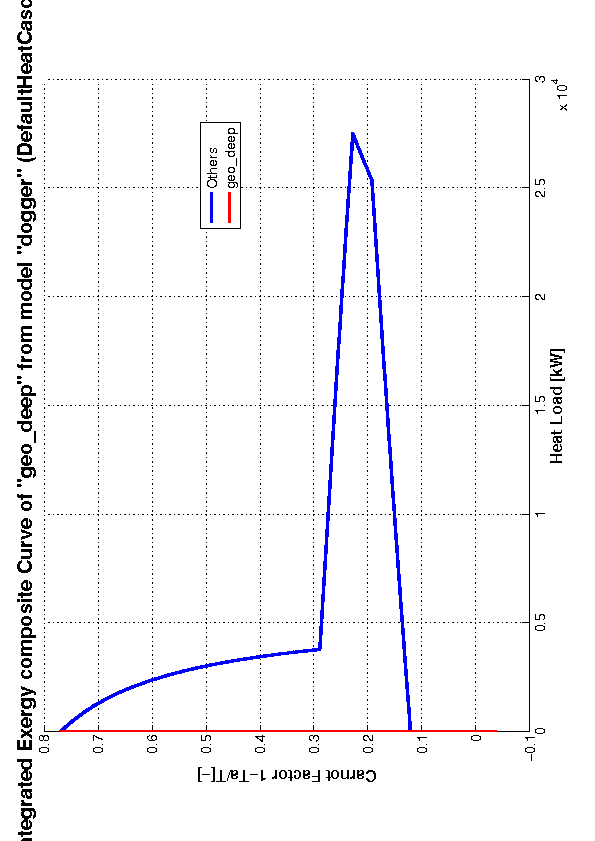 ntegrated Exergy composite Curve of "geo_deep" from model "dogger" (DefaultHeatCasc
Others
geo_deep
0.8
0.7
0.6
0.5
0.4
0.3
0.2
0.1
0
−0.1
Carnot Factor 1−Ta/T[−]
0
0.5
1
1.5
2
2.5
3
x 10^4
Heat Load [kW]